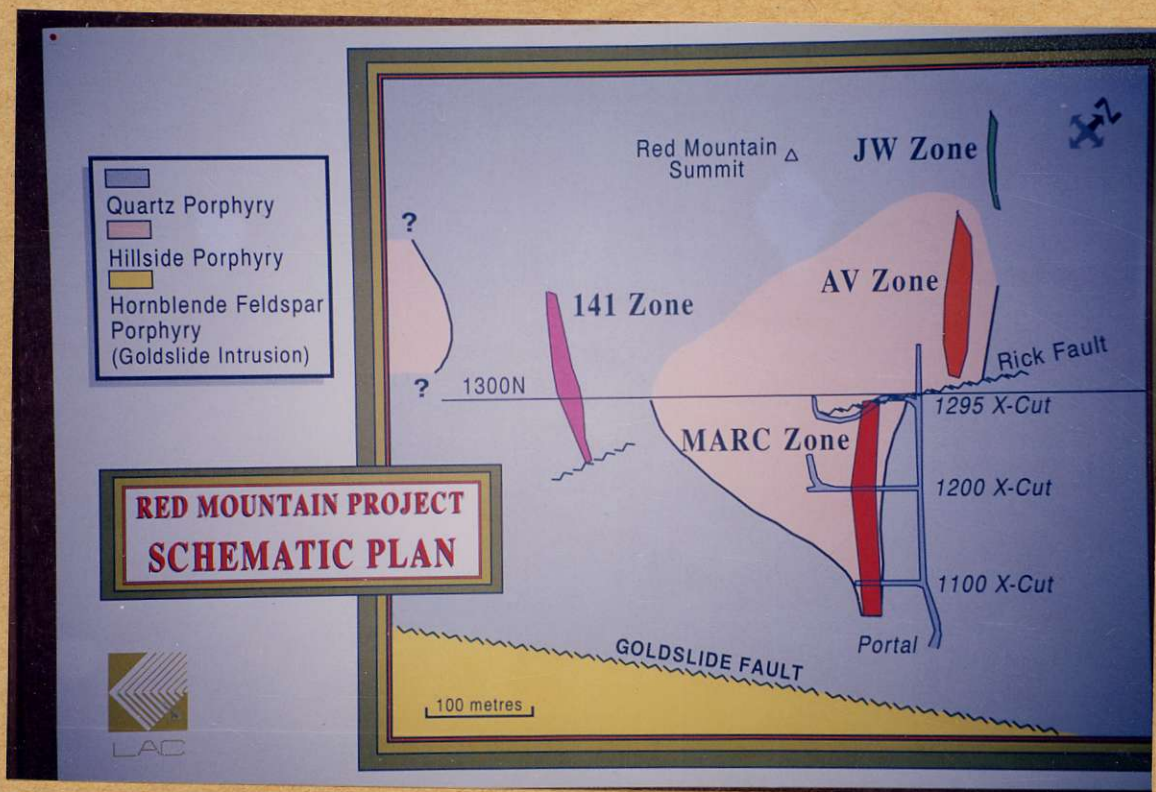 Quartz Porphyry
Hillside Porphyry
Hornblende Feldspar
Porphyry
(Goldslide Intrusion)
RED MOUNTAIN PROJECT
SCHEMATIC PLAN
LAC
Red Mountain
Summit
JW Zone
N
?
AV Zone
141 Zone
Rick Fault
?
1300N
1295 X-Cut
MARC Zone
1200 X-Cut
1100 X-Cut
Portal
GOLDSLIDE FAULT
100 metres